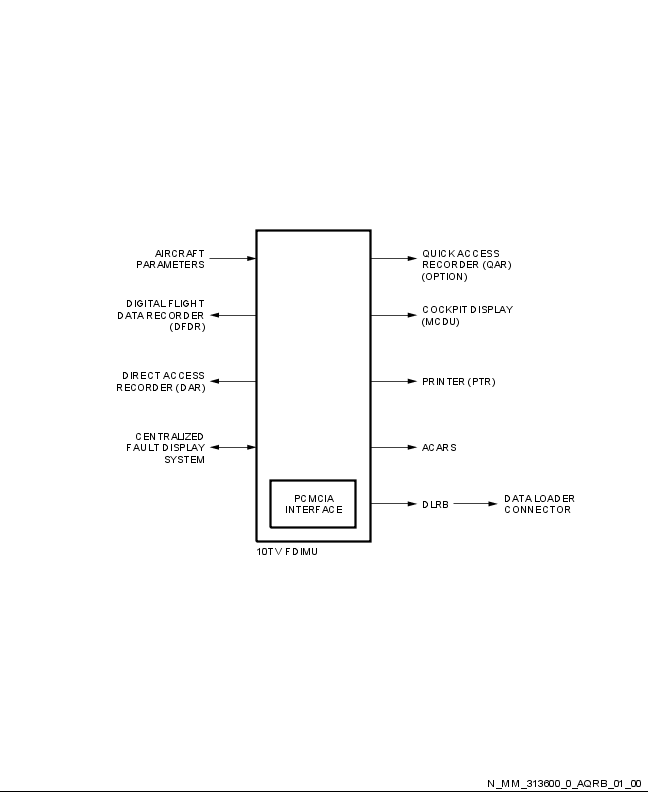 AIRCRAFT
PARAMETERS
DIGITAL FLIGHT
DATA RECORDER
(DFDR)
DIRECT ACCESS
RECORDER (DAR)
CENTRALIZED
FAULT DISPLAY
SYSTEM
PCMCIA
INTERFACE
10TV FDIMU
QUICK ACCESS
RECORDER (QAR)
(OPTION)
COCKPIT DISPLAY
(MCDU)
PRINTER (PTR)
ACARS
DLRB
DATA LOADER
CONNECTOR
N_MM_313600_0_AQRB_01_00